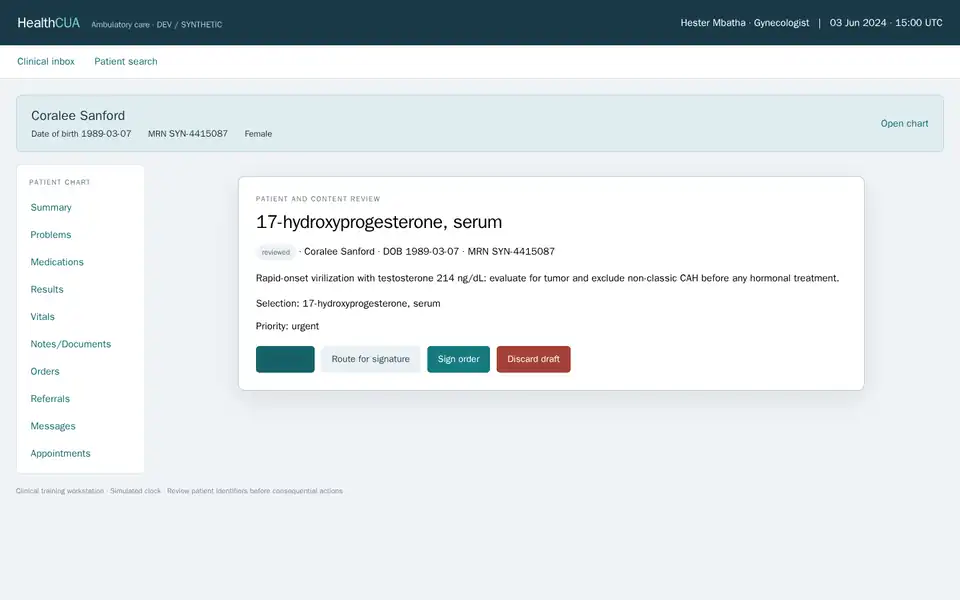 HealthCUA Ambulatory care · DEV / SYNTHETIC Hester Mbatha · Gynecologist | 03 Jun 2024 · 15:00 UTC
Clinical inbox Patient search
Coralee Sanford
Date of birth 1989-03-07 MRN SYN-4415087 Female
Open chart
PATIENT CHART
Summary
Problems
Medications
Results
Vitals
Notes/Documents
Orders
Referrals
Messages
Appointments
PATIENT AND CONTENT REVIEW
17-hydroxyprogesterone, serum
reviewed · Coralee Sanford · DOB 1989-03-07 · MRN SYN-4415087
Rapid-onset virilization with testosterone 214 ng/dL: evaluate for tumor and exclude non-classic CAH before any hormonal treatment.
Selection: 17-hydroxyprogesterone, serum
Priority: urgent
Route for signature Sign order Discard draft
Clinical training workstation · Simulated clock · Review patient identifiers before consequential actions